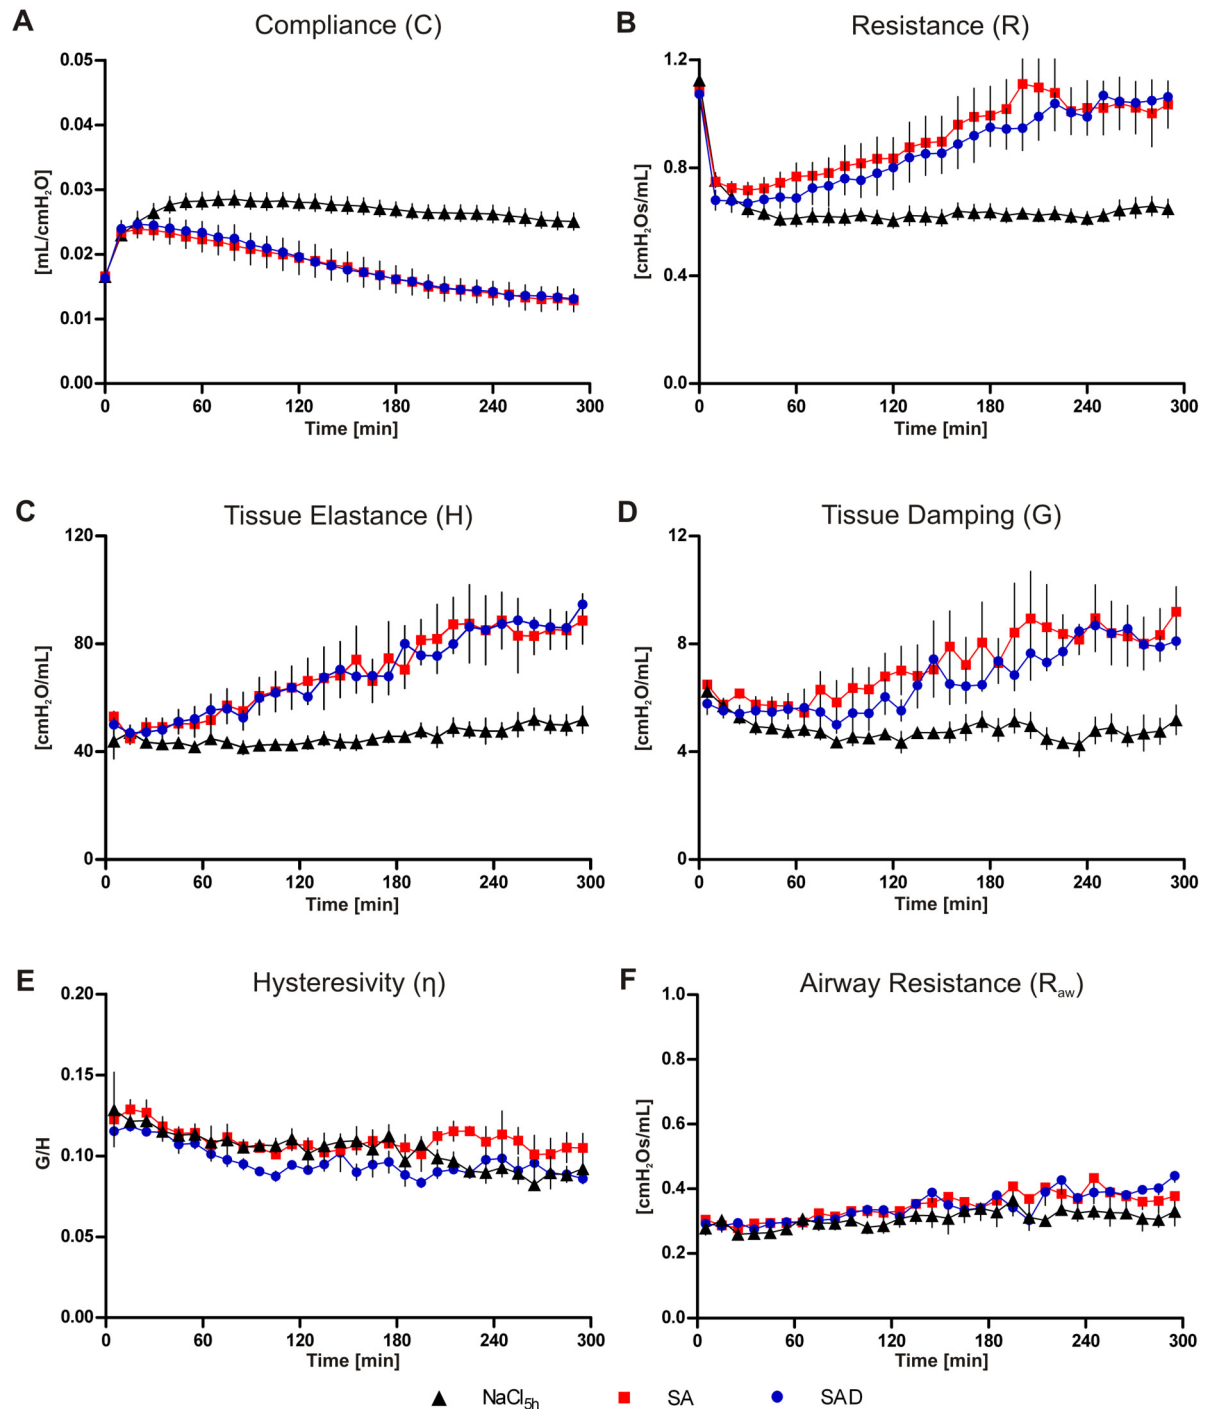 A Compliance (C)
[mL/cmH₂O]
0.05
0.04
0.03
0.02
0.01
0.00
0 60 120 180 240 300
Time [min]
B Resistance (R)
[cmH₂Os/mL]
1.2
0.8
0.4
0.0
0 60 120 180 240 300
Time [min]
C Tissue Elastance (H)
[cmH₂O/mL]
120
80
40
0
0 60 120 180 240 300
Time [min]
D Tissue Damping (G)
[cmH₂O/mL]
12
8
4
0
0 60 120 180 240 300
Time [min]
E Hysteresivity (η)
G/H
0.20
0.15
0.10
0.05
0.00
0 60 120 180 240 300
Time [min]
F Airway Resistance (Raw)
[cmH₂Os/mL]
1.0
0.8
0.6
0.4
0.2
0.0
0 60 120 180 240 300
Time [min]
NaCl5h SA SAD